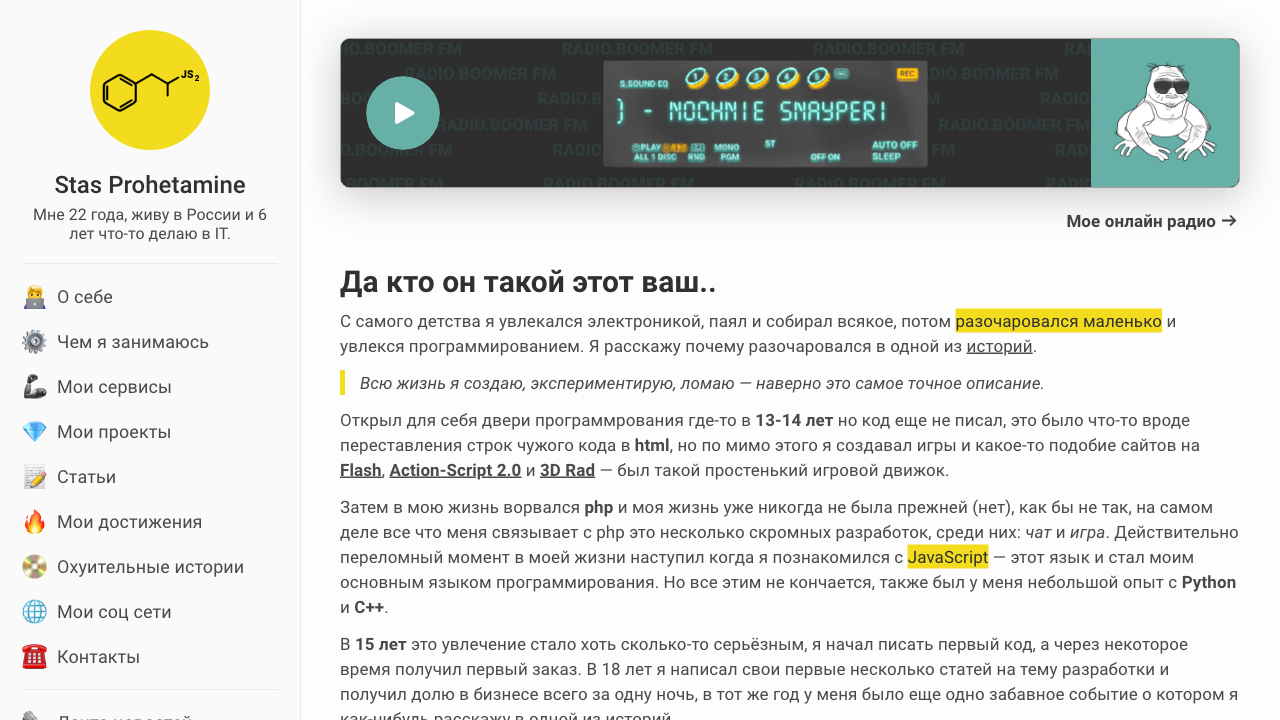 JS2
Stas Prohetamine
Мне 22 года, живу в России и 6
лет что-то делаю в IT.
О себе
Чем я занимаюсь
Мои сервисы
Мои проекты
Статьи
Мои достижения
Охуительные истории
Мои соц сети
Контакты
RADIO.BOOMER FM
S.SOUND EQ
1 2 3 4 5
REC
) - NOCHNIE SNAYPERI
PLAY
ALL 1 DISC RND
MONO
PGM
ST
OFF ON
AUTO OFF
SLEEP
Мое онлайн радио →
Да кто он такой этот ваш..
С самого детства я увлекался электроникой, паял и собирал всякое, потом разочаровался маленько и
увлекся программированием. Я расскажу почему разочаровался в одной из историй.
Всю жизнь я создаю, экспериментирую, ломаю — наверно это самое точное описание.
Открыл для себя двери программрования где-то в 13-14 лет но код еще не писал, это было что-то вроде
переставления строк чужого кода в html, но по мимо этого я создавал игры и какое-то подобие сайтов на
Flash, Action-Script 2.0 и 3D Rad — был такой простенький игровой движок.
Затем в мою жизнь ворвался php и моя жизнь уже никогда не была прежней (нет), как бы не так, на самом
деле все что меня связывает с php это несколько скромных разработок, среди них: чат и игра. Действительно
переломный момент в моей жизни наступил когда я познакомился с JavaScript — этот язык и стал моим
основным языком программирования. Но все этим не кончается, также был у меня небольшой опыт с Python
и C++.
В 15 лет это увлечение стало хоть сколько-то серьёзным, я начал писать первый код, а через некоторое
время получил первый заказ. В 18 лет я написал свои первые несколько статей на тему разработки и
получил долю в бизнесе всего за одну ночь, в тот же год у меня было еще одно забавное событие о котором я
как-нибудь расскажу в одной из историй.